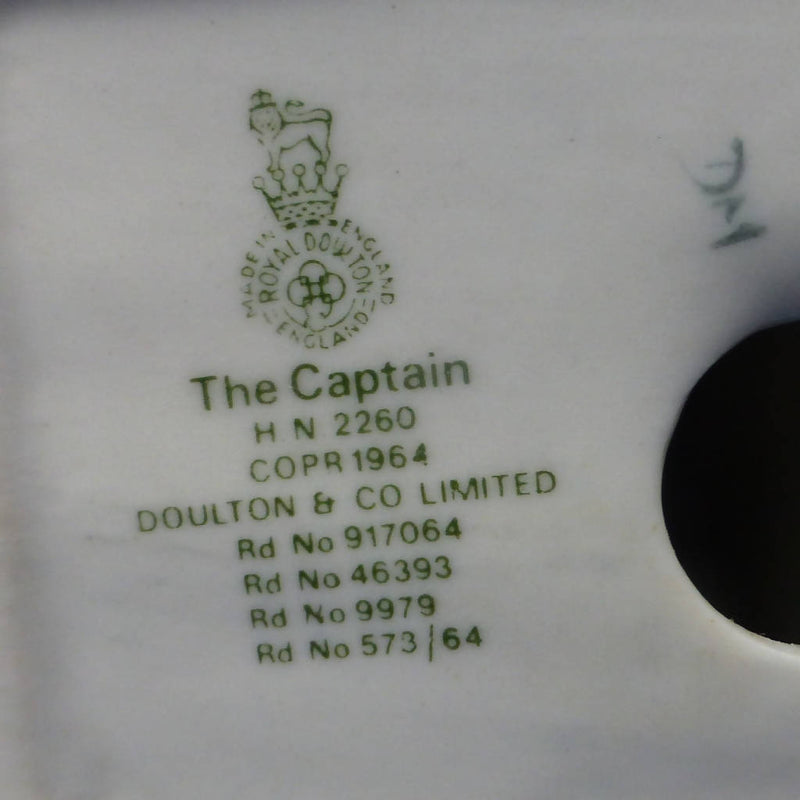 MADE IN ENGLAND
ROYAL DOULTON
ENGLAND
The Captain
H N 2260
COPR 1964
DOULTON & CO LIMITED
Rd No 917064
Rd No 46393
Rd No 9979
Rd No 573/64